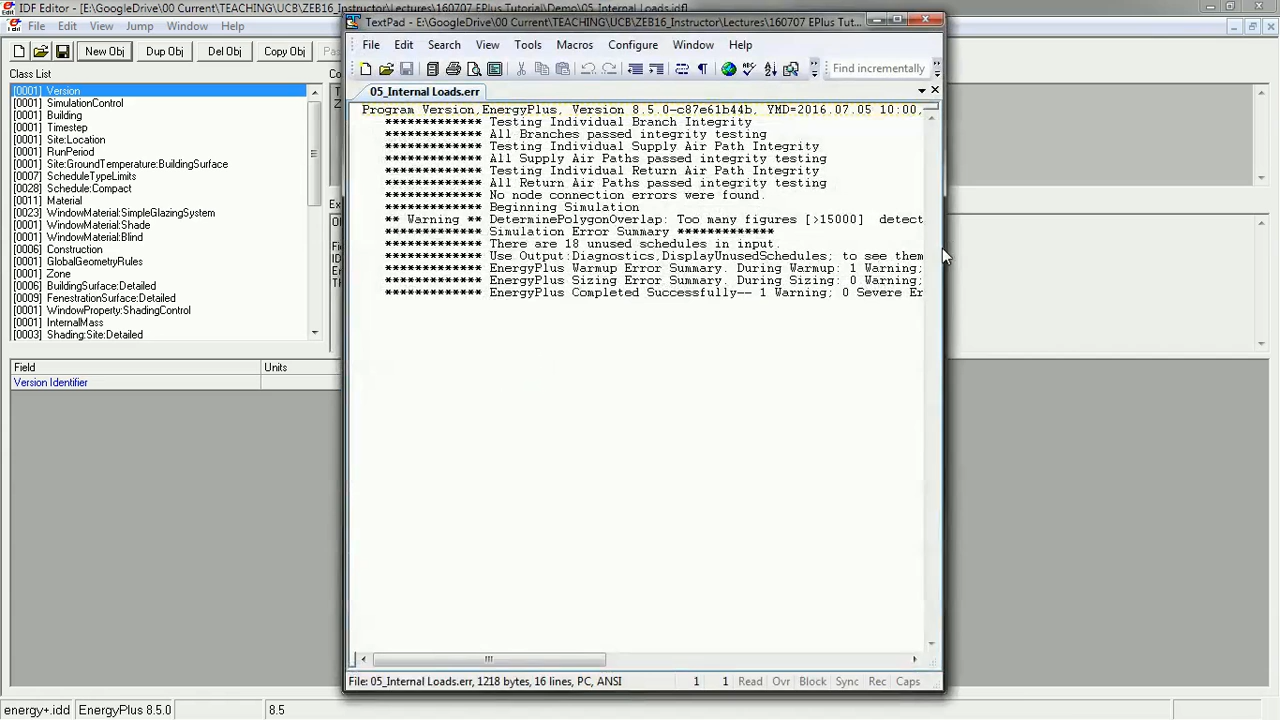 IDF Editor - [E:\GoogleDrive\00 Current\TEACHING\UCB\ZEB16_Instructor\Lectures\160707 EPlus Tutorial\Demo\05_Internal Loads.idf]
File Edit View Jump Window Help
New Obj Dup Obj Del Obj Copy Obj
Class List
[0001] Version
[0001] SimulationControl
[0001] Building
[0001] Timestep
[0001] Site:Location
[0001] RunPeriod
[0001] Site:GroundTemperature:BuildingSurface
[0007] ScheduleTypeLimits
[0028] Schedule:Compact
[0011] Material
[0023] WindowMaterial:SimpleGlazingSystem
[0001] WindowMaterial:Shade
[0001] WindowMaterial:Blind
[0006] Construction
[0001] GlobalGeometryRules
[0001] Zone
[0006] BuildingSurface:Detailed
[0009] FenestrationSurface:Detailed
[0001] WindowProperty:ShadingControl
[0001] InternalMass
[0003] Shading:Site:Detailed
Field Units
Version Identifier
energy+.idd EnergyPlus 8.5.0 8.5
TextPad - E:\GoogleDrive\00 Current\TEACHING\UCB\ZEB16_Instructor\Lectures\160707 EPlus Tut...
File Edit Search View Tools Macros Configure Window Help
Find incrementally
05_Internal Loads.err
Program Version,EnergyPlus, Version 8.5.0-c87e61b44b, YMD=2016.07.05 10:00,
************* Testing Individual Branch Integrity
************* All Branches passed integrity testing
************* Testing Individual Supply Air Path Integrity
************* All Supply Air Paths passed integrity testing
************* Testing Individual Return Air Path Integrity
************* All Return Air Paths passed integrity testing
************* No node connection errors were found.
************* Beginning Simulation
** Warning ** DeterminePolygonOverlap: Too many figures [>15000] detect
************* Simulation Error Summary *************
************* There are 18 unused schedules in input.
************* Use Output:Diagnostics,DisplayUnusedSchedules; to see them
************* EnergyPlus Warmup Error Summary. During Warmup: 1 Warning;
************* EnergyPlus Sizing Error Summary. During Sizing: 0 Warning;
************* EnergyPlus Completed Successfully-- 1 Warning; 0 Severe Er
File: 05_Internal Loads.err, 1218 bytes, 16 lines, PC, ANSI 1 1 Read Ovr Block Sync Rec Caps